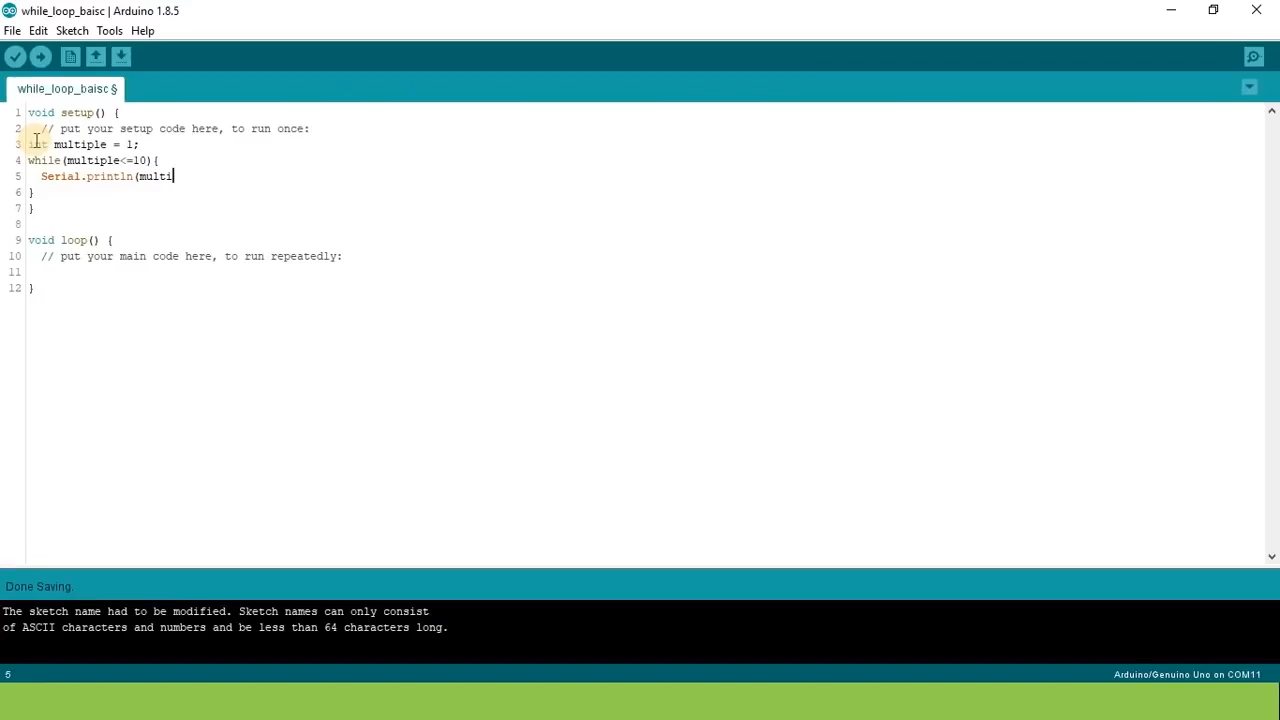 while_loop_baisc | Arduino 1.8.5
File Edit Sketch Tools Help
while_loop_baisc §
1 void setup() {
2 // put your setup code here, to run once:
3 int multiple = 1;
4 while(multiple<=10){
5 Serial.println(multi
6 }
7 }
8
9 void loop() {
10 // put your main code here, to run repeatedly:
11
12 }
Done Saving.
The sketch name had to be modified. Sketch names can only consist
of ASCII characters and numbers and be less than 64 characters long.
5 Arduino/Genuino Uno on COM11